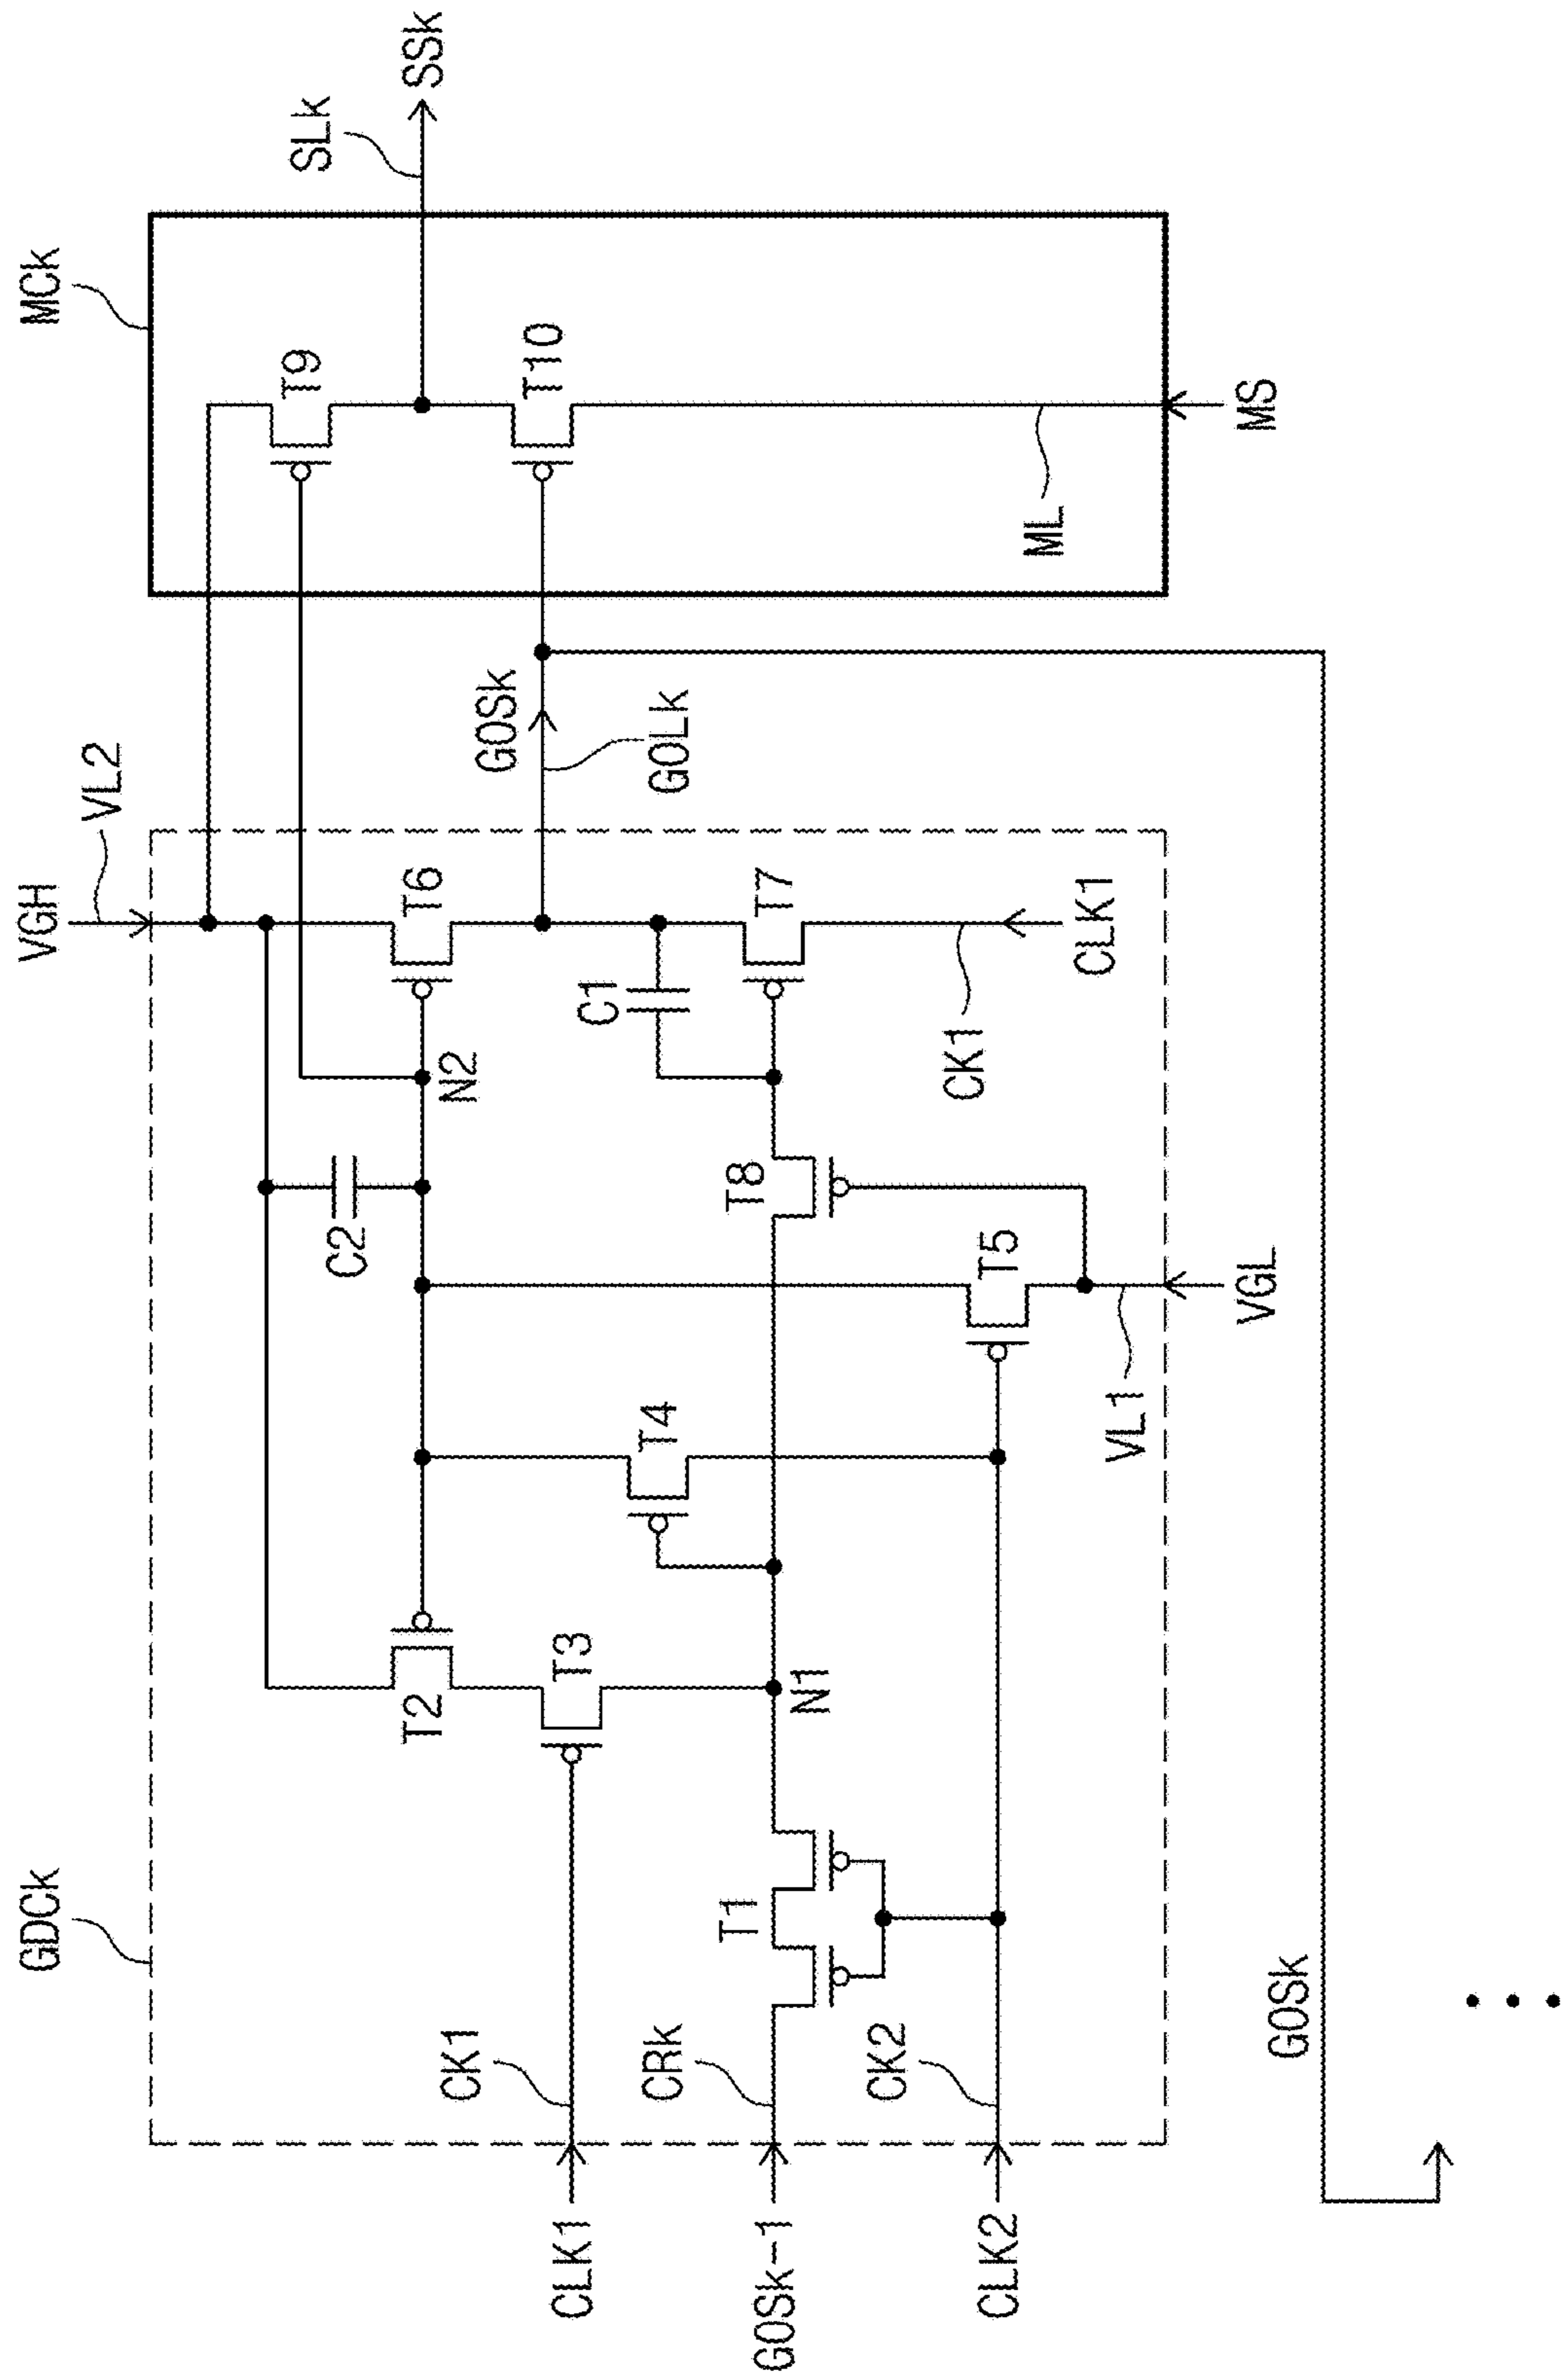 GDCk
MCk
VGH
VL2
SLk
SSk
T9
T10
C2
N2
T6
GOSk
GOLk
T2
T3
T4
C1
CK1
CLK1
CRk
GOSk-1
T1
N1
T8
T7
CK2
CLK2
T5
CK1
CLK1
ML
VL1
VGL
MS
GOSk